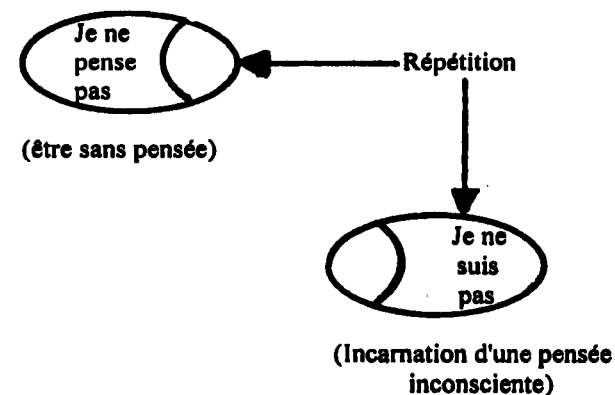 Je ne
pense
pas
Répétition
(être sans pensée)
Je ne
suis
pas
(Incarnation d'une pensée
inconsciente)